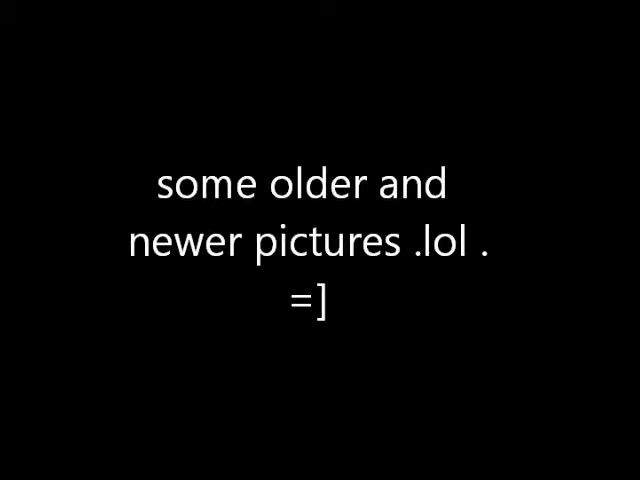 some older and
newer pictures .lol .
=]